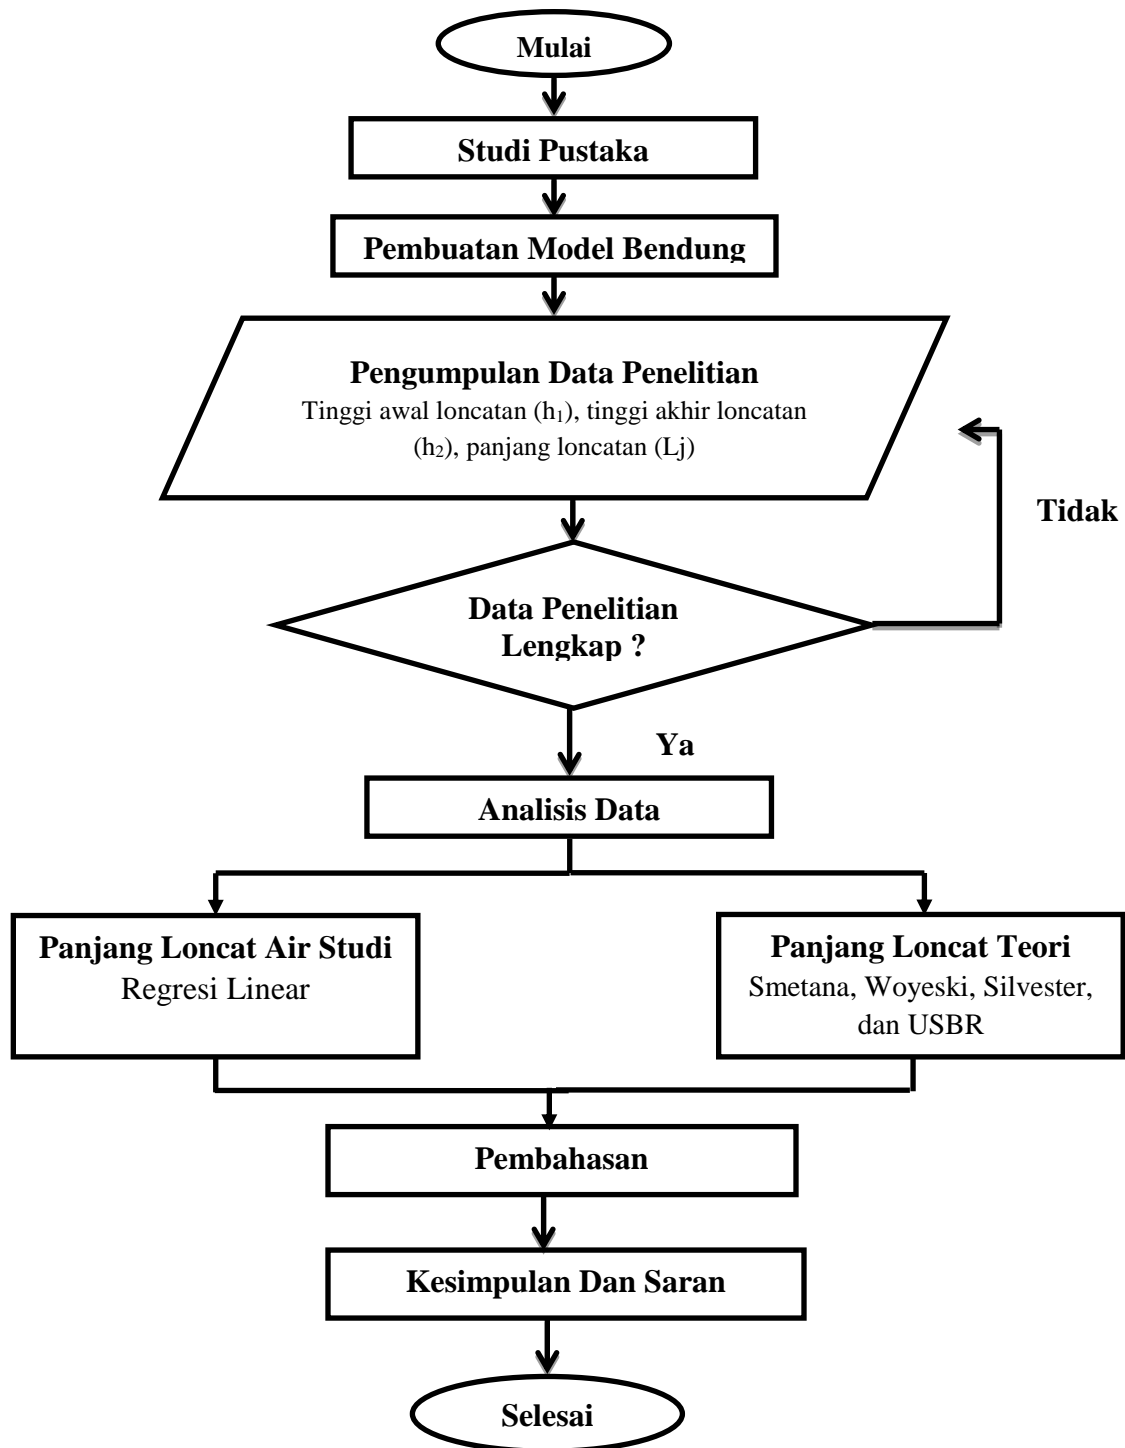 Mulai
Studi Pustaka
Pembuatan Model Bendung
Pengumpulan Data Penelitian
Tinggi awal loncatan (h₁), tinggi akhir loncatan
(h₂), panjang loncatan (Lj)
Tidak
Data Penelitian
Lengkap ?
Ya
Analisis Data
Panjang Loncat Air Studi
Regresi Linear
Panjang Loncat Teori
Smetana, Woyeski, Silvester,
dan USBR
Pembahasan
Kesimpulan Dan Saran
Selesai